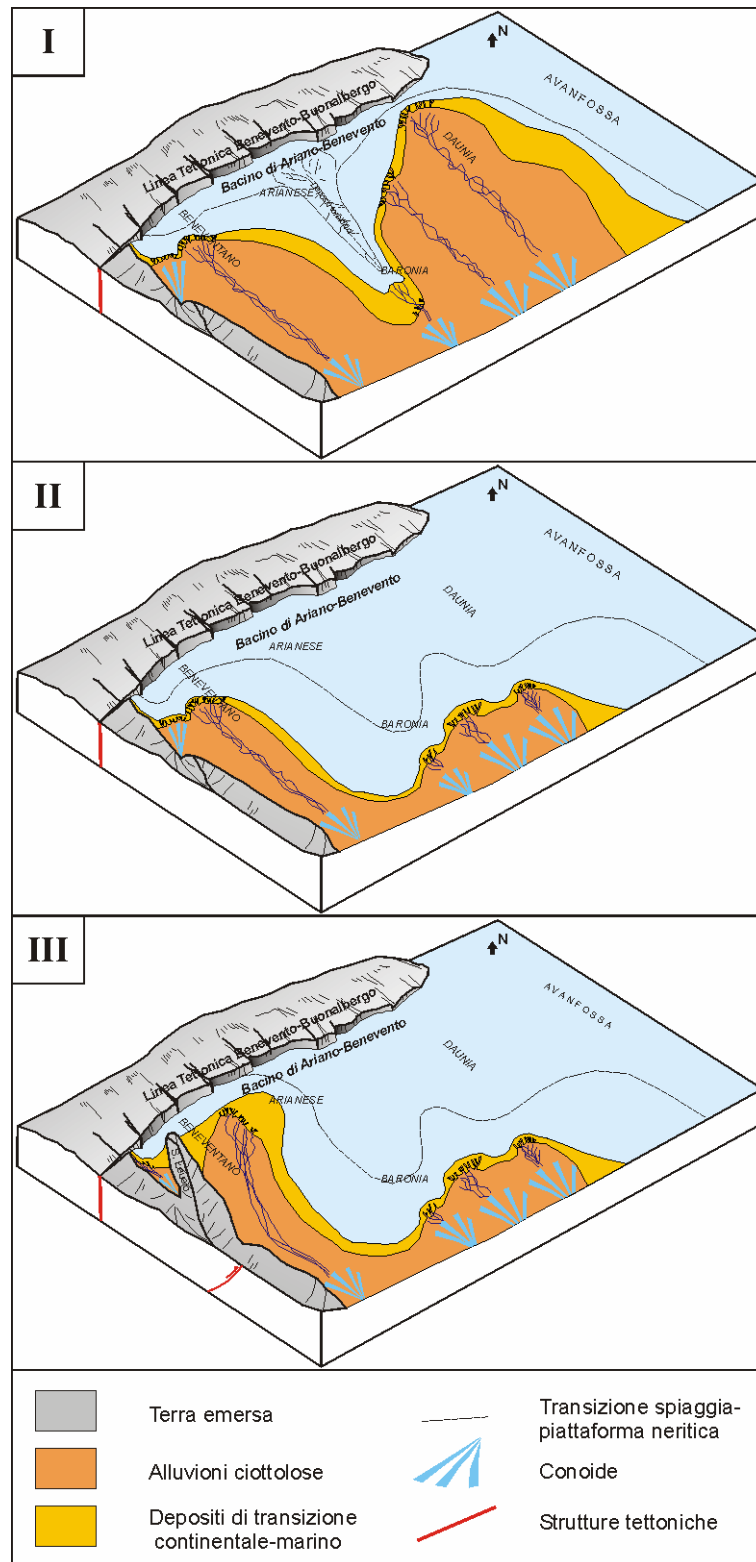 I
N
AVANFOSSA
Linea Tettonica Benevento-Buonalbergo
Bacino di Ariano-Benevento
DAUNIA
ARIANESE
BENEVENTANO
BARONIA
II
N
AVANFOSSA
Linea Tettonica Benevento-Buonalbergo
Bacino di Ariano-Benevento
DAUNIA
ARIANESE
BENEVENTANO
BARONIA
III
N
AVANFOSSA
Linea Tettonica Benevento-Buonalbergo
Bacino di Ariano-Benevento
DAUNIA
ARIANESE
BENEVENTANO
BARONIA
Terra emersa
Alluvioni ciottolose
Depositi di transizione
continentale-marino
Transizione spiaggia-
piattaforma neritica
Conoide
Strutture tettoniche